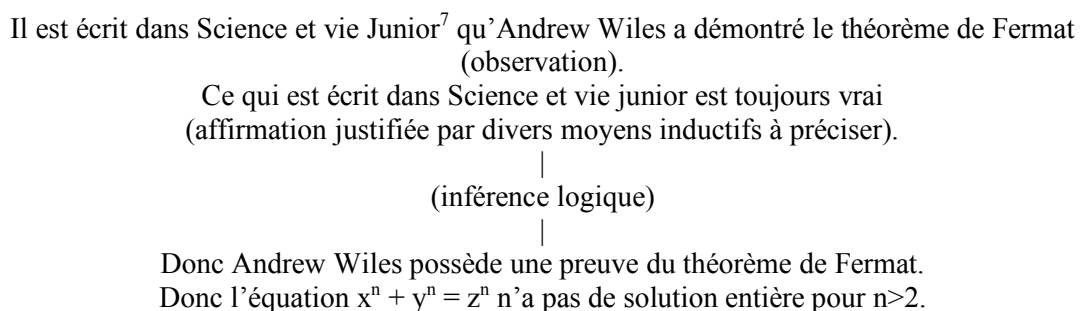 Il est écrit dans Science et vie Junior⁷ qu’Andrew Wiles a démontré le théorème de Fermat
(observation).
Ce qui est écrit dans Science et vie junior est toujours vrai
(affirmation justifiée par divers moyens inductifs à préciser).
|
(inférence logique)
|
Donc Andrew Wiles possède une preuve du théorème de Fermat.
Donc l’équation xⁿ + yⁿ = zⁿ n’a pas de solution entière pour n>2.